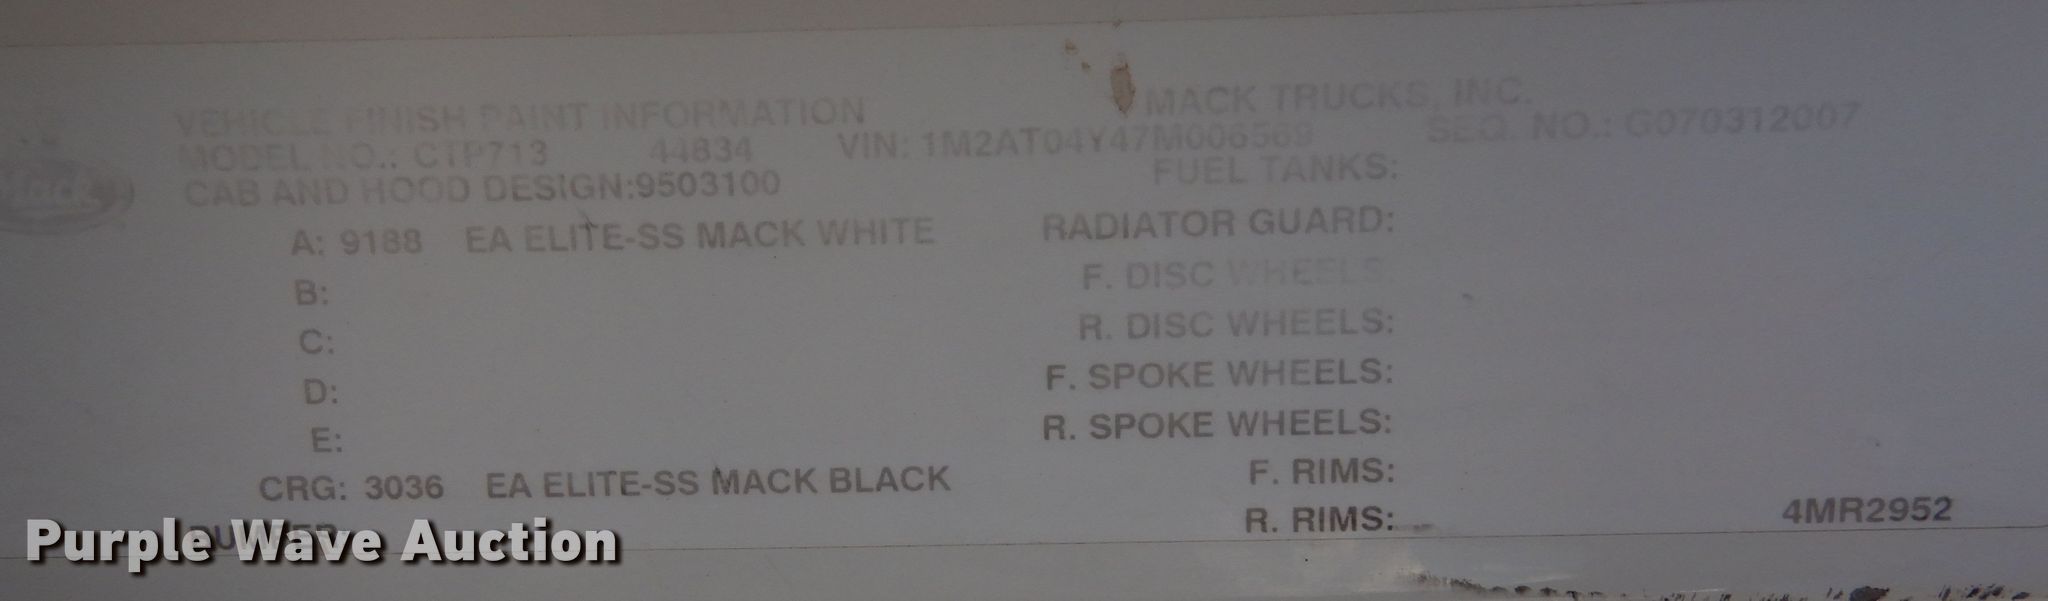 VEHICLE FINISH PAINT INFORMATION
MACK TRUCKS, INC.
MODEL NO.: CTP713 44834 VIN: 1M2AT04Y47M006569 SEQ. NO.: G070312007
Mack
CAB AND HOOD DESIGN:9503100
FUEL TANKS:
A: 9188 EA ELITE-SS MACK WHITE
RADIATOR GUARD:
B:
F. DISC WHEELS:
C:
R. DISC WHEELS:
D:
F. SPOKE WHEELS:
E:
R. SPOKE WHEELS:
CRG: 3036 EA ELITE-SS MACK BLACK
F. RIMS:
R. RIMS:
4MR2952
Purple Wave Auction